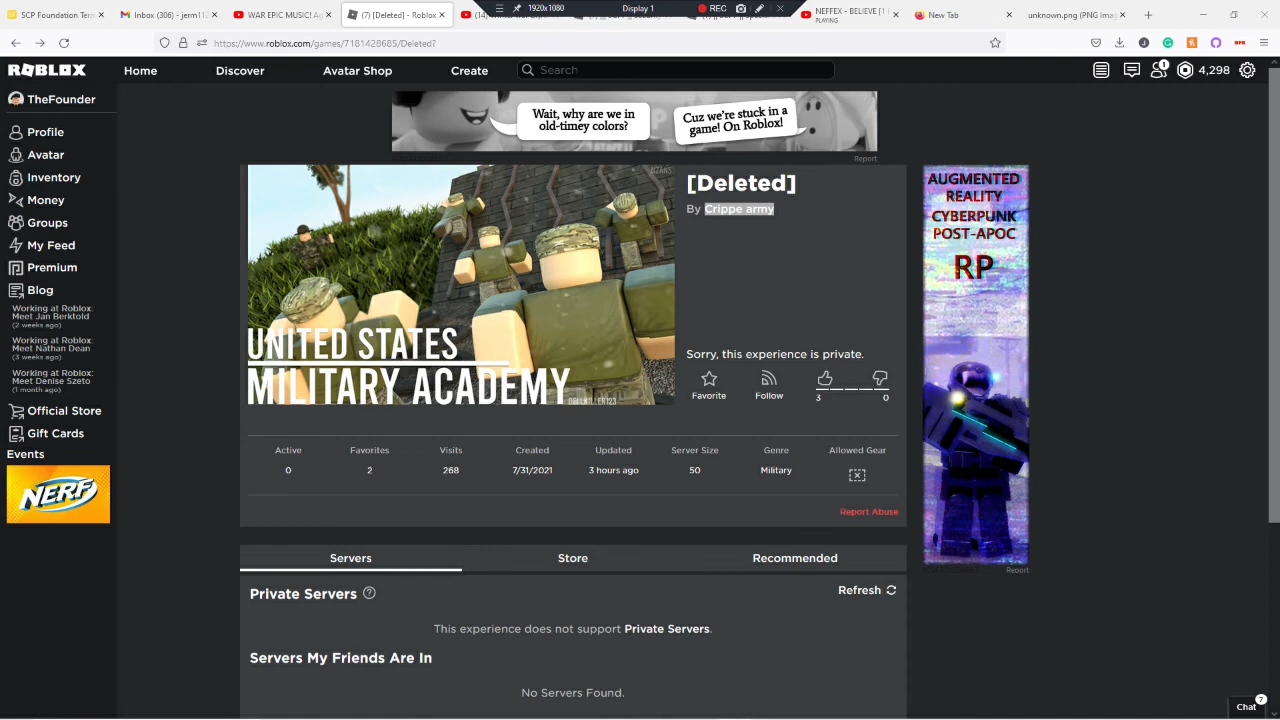 1920x1080
Display 1
REC
SCP Foundation Terr
Inbox (306) - jerm112
WAR EPIC MUSIC! Ag
(7) [Deleted] - Roblox
NEFFEX - BELIEVE [1
PLAYING
New Tab
unknown.png (PNG Imag
https://www.roblox.com/games/7181428685/Deleted?
ROBLOX
Home
Discover
Avatar Shop
Create
Search
1
4,298
TheFounder
Profile
Avatar
Inventory
Money
Groups
My Feed
Premium
Blog
Working at Roblox:
Meet Jan Berktold
(2 weeks ago)
Working at Roblox:
Meet Nathan Dean
(3 weeks ago)
Working at Roblox:
Meet Denise Szeto
(1 month ago)
Official Store
Gift Cards
Events
NERF
Wait, why are we in
old-timey colors?
Cuz we're stuck in a
game! On Roblox!
Report
UNITED STATES
MILITARY ACADEMY
[Deleted]
By Crippe army
Sorry, this experience is private.
Favorite
Follow
3
0
Active
Favorites
Visits
Created
Updated
Server Size
Genre
Allowed Gear
0
2
268
7/31/2021
3 hours ago
50
Military
Report Abuse
AUGMENTED
REALITY
CYBERPUNK
POST-APOC
RP
Report
Servers
Store
Recommended
Private Servers
Refresh
This experience does not support Private Servers.
Servers My Friends Are In
No Servers Found.
Chat
7